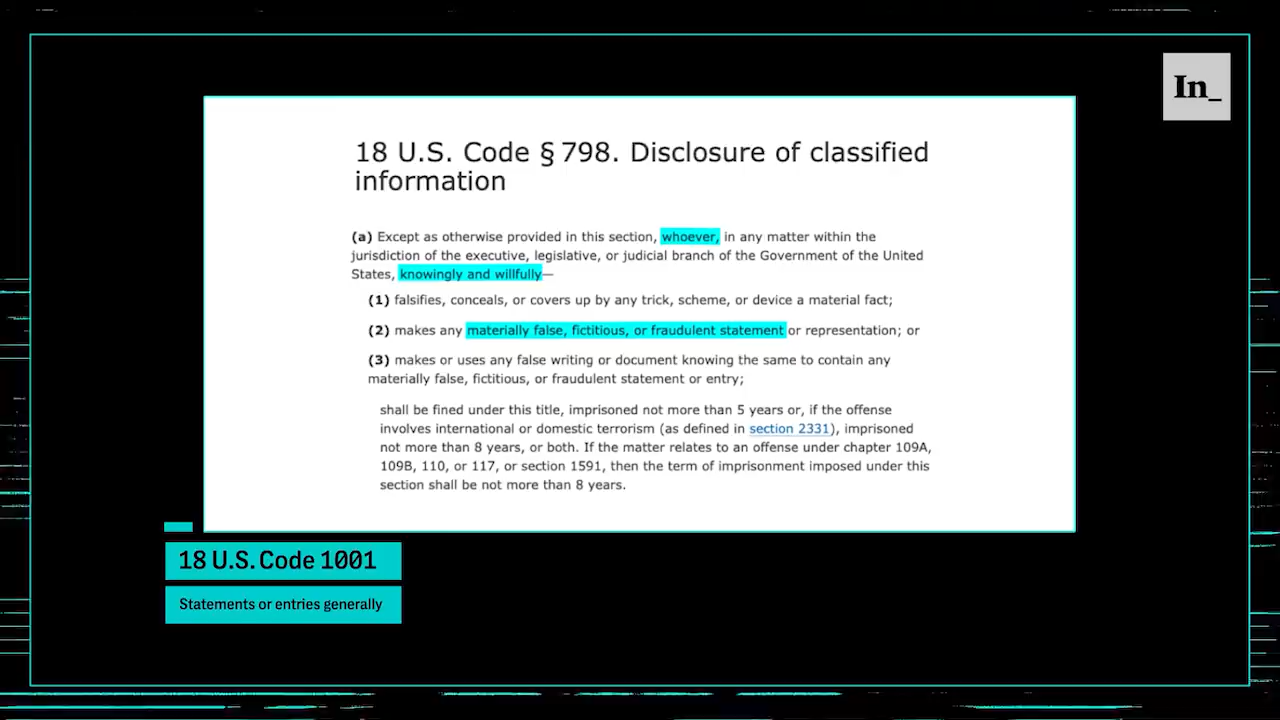 In_
18 U.S. Code § 798. Disclosure of classified
information
(a) Except as otherwise provided in this section, whoever, in any matter within the
jurisdiction of the executive, legislative, or judicial branch of the Government of the United
States, knowingly and willfully—
(1) falsifies, conceals, or covers up by any trick, scheme, or device a material fact;
(2) makes any materially false, fictitious, or fraudulent statement or representation; or
(3) makes or uses any false writing or document knowing the same to contain any
materially false, fictitious, or fraudulent statement or entry;
shall be fined under this title, imprisoned not more than 5 years or, if the offense
involves international or domestic terrorism (as defined in section 2331), imprisoned
not more than 8 years, or both. If the matter relates to an offense under chapter 109A,
109B, 110, or 117, or section 1591, then the term of imprisonment imposed under this
section shall be not more than 8 years.
18 U.S. Code 1001
Statements or entries generally